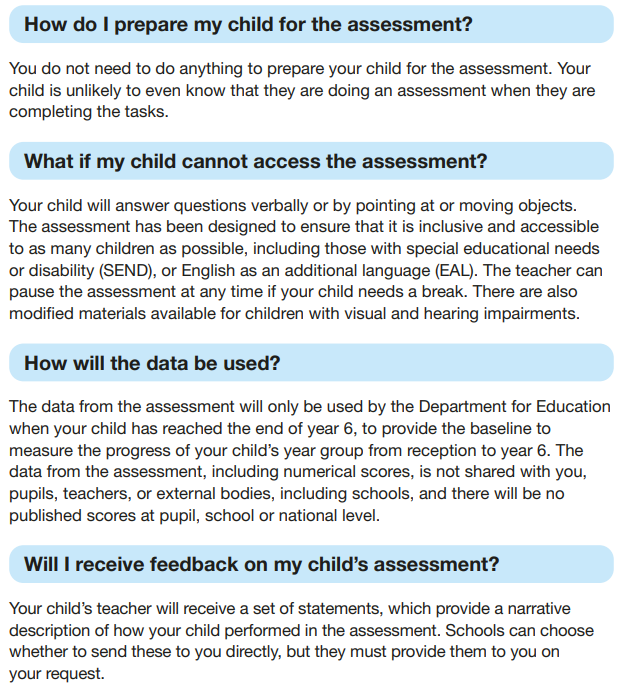 How do I prepare my child for the assessment?
You do not need to do anything to prepare your child for the assessment. Your
child is unlikely to even know that they are doing an assessment when they are
completing the tasks.
What if my child cannot access the assessment?
Your child will answer questions verbally or by pointing at or moving objects.
The assessment has been designed to ensure that it is inclusive and accessible
to as many children as possible, including those with special educational needs
or disability (SEND), or English as an additional language (EAL). The teacher can
pause the assessment at any time if your child needs a break. There are also
modified materials available for children with visual and hearing impairments.
How will the data be used?
The data from the assessment will only be used by the Department for Education
when your child has reached the end of year 6, to provide the baseline to
measure the progress of your child’s year group from reception to year 6. The
data from the assessment, including numerical scores, is not shared with you,
pupils, teachers, or external bodies, including schools, and there will be no
published scores at pupil, school or national level.
Will I receive feedback on my child’s assessment?
Your child’s teacher will receive a set of statements, which provide a narrative
description of how your child performed in the assessment. Schools can choose
whether to send these to you directly, but they must provide them to you on
your request.